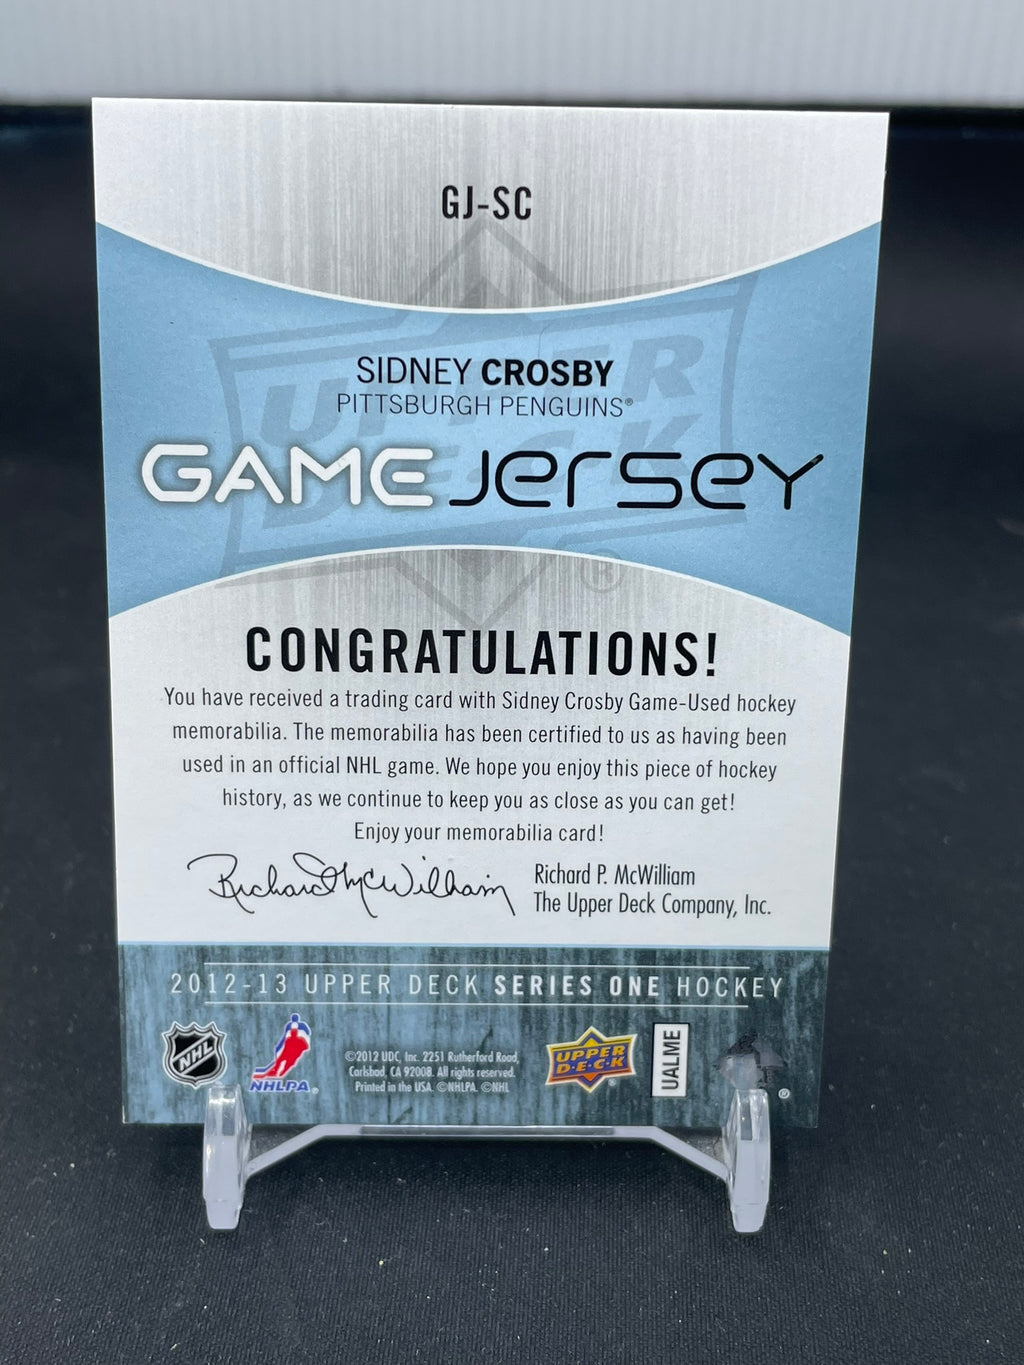 GJ-SC
UPPER
DECK
®
SIDNEY CROSBY
PITTSBURGH PENGUINS®
GAME JERSEY
CONGRATULATIONS!
You have received a trading card with Sidney Crosby Game-Used hockey
memorabilia. The memorabilia has been certified to us as having been
used in an official NHL game. We hope you enjoy this piece of hockey
history, as we continue to keep you as close as you can get!
Enjoy your memorabilia card!
Richard McWilliam
Richard P. McWilliam
The Upper Deck Company, Inc.
2012-13 UPPER DECK SERIES ONE HOCKEY
NHL
NHLPA®
©2012 UDC, Inc. 2251 Rutherford Road,
Carlsbad, CA 92008. All rights reserved.
Printed in the USA. ©NHLPA. ©NHL
UPPER
D·E·C·K
®
UALME
®